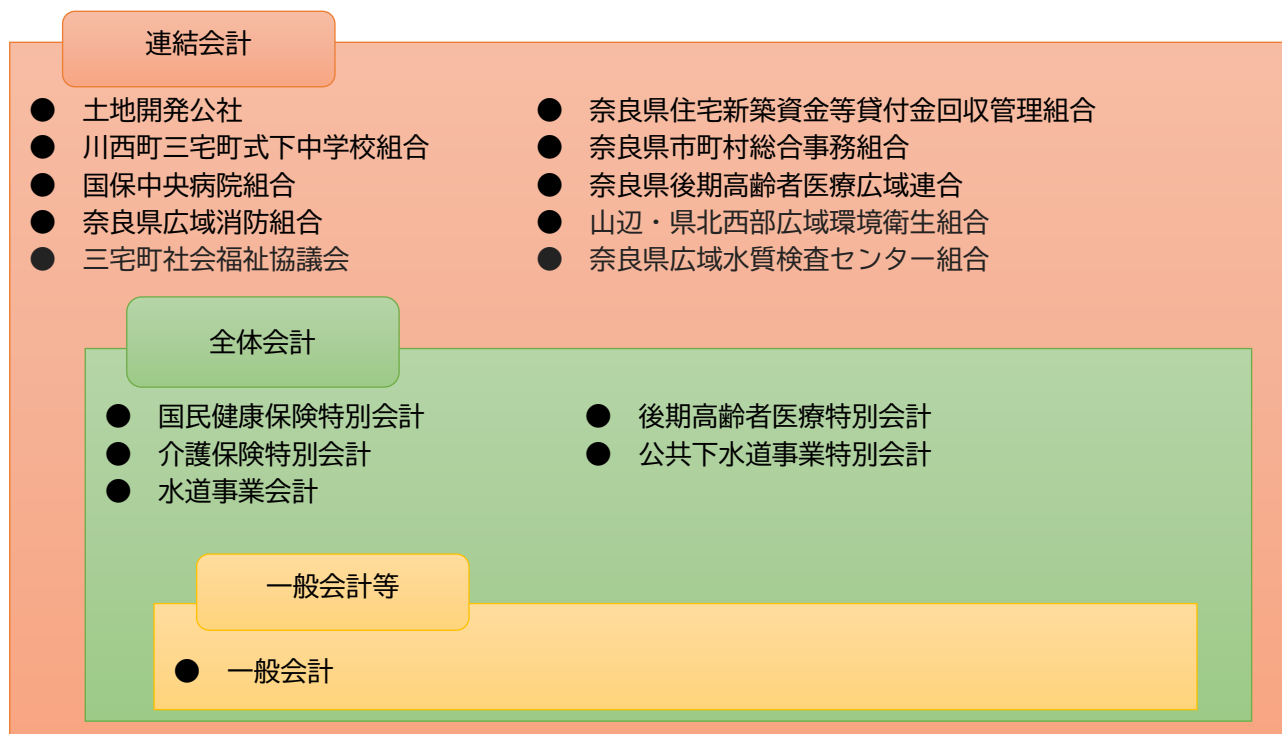 連結会計
● 土地開発公社
● 川西町三宅町式下中学校組合
● 国保中央病院組合
● 奈良県広域消防組合
● 三宅町社会福祉協議会
● 奈良県住宅新築資金等貸付金回収管理組合
● 奈良県市町村総合事務組合
● 奈良県後期高齢者医療広域連合
● 山辺・県北西部広域環境衛生組合
● 奈良県広域水質検査センター組合
全体会計
● 国民健康保険特別会計
● 介護保険特別会計
● 水道事業会計
● 後期高齢者医療特別会計
● 公共下水道事業特別会計
一般会計等
● 一般会計